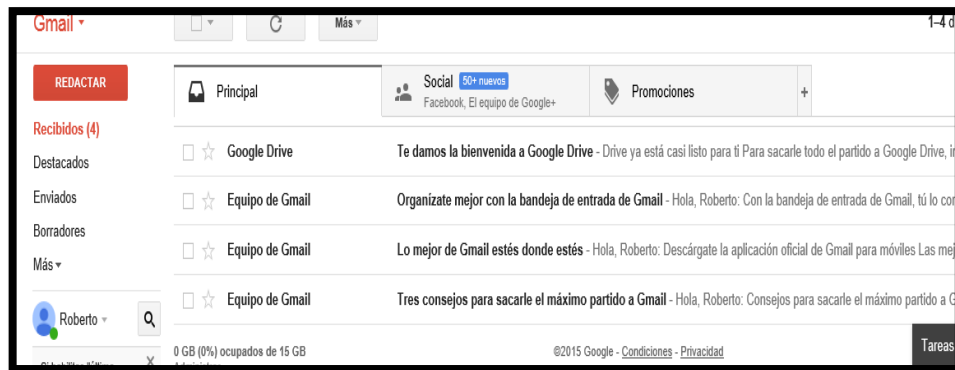 Gmail
Más
1–4 d
REDACTAR
Principal
Social 50+ nuevos
Facebook, El equipo de Google+
Promociones
+
Recibidos (4)
Destacados
Enviados
Borradores
Más
Google Drive Te damos la bienvenida a Google Drive - Drive ya está casi listo para ti Para sacarle todo el partido a Google Drive, in
Equipo de Gmail Organízate mejor con la bandeja de entrada de Gmail - Hola, Roberto: Con la bandeja de entrada de Gmail, tú lo con
Equipo de Gmail Lo mejor de Gmail estés donde estés - Hola, Roberto: Descárgate la aplicación oficial de Gmail para móviles Las mej
Equipo de Gmail Tres consejos para sacarle el máximo partido a Gmail - Hola, Roberto: Consejos para sacarle el máximo partido a G
Roberto
0 GB (0%) ocupados de 15 GB
©2015 Google - Condiciones - Privacidad
Tareas